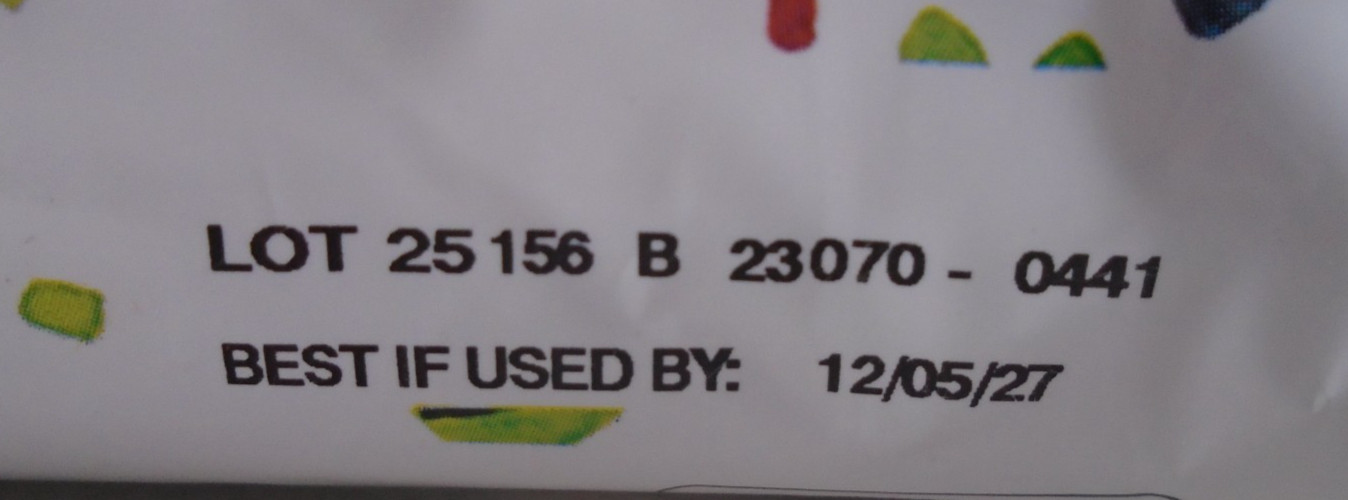 LOT 25156 B 23070 - 0441
BEST IF USED BY: 12/05/27